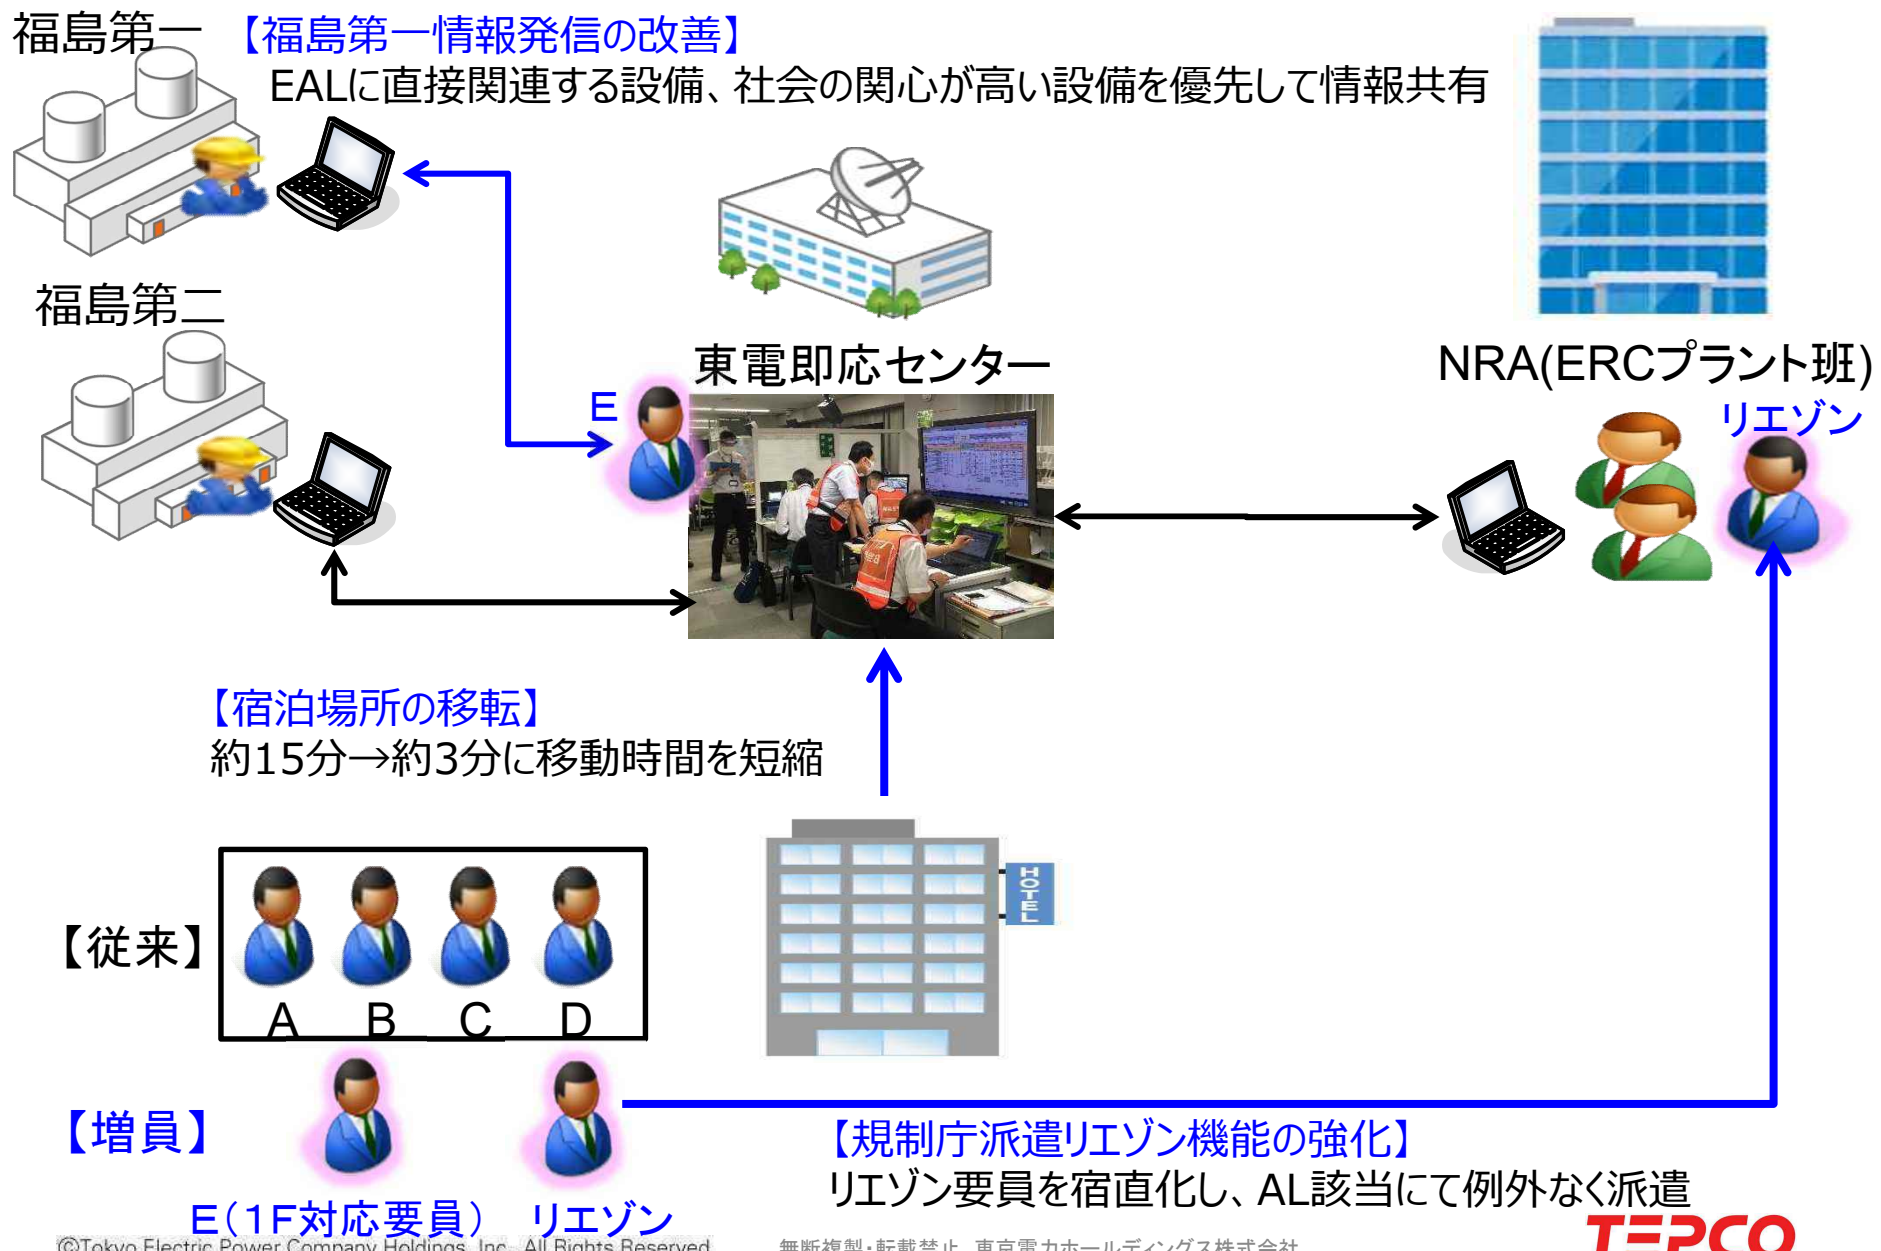 福島第一
【福島第一情報発信の改善】
EALに直接関連する設備、社会の関心が高い設備を優先して情報共有
福島第二
東電即応センター
NRA(ERCプラント班)
E
リエゾン
【宿泊場所の移転】
約15分→約3分に移動時間を短縮
HOTEL
【従来】
A B C D
【増員】
【規制庁派遣リエゾン機能の強化】
リエゾン要員を宿直化し、AL該当にて例外なく派遣
E(1F対応要員) リエゾン
©Tokyo Electric Power Company Holdings, Inc. All Rights Reserved
無断複製・転載禁止 東京電力ホールディングス株式会社
TEPCO